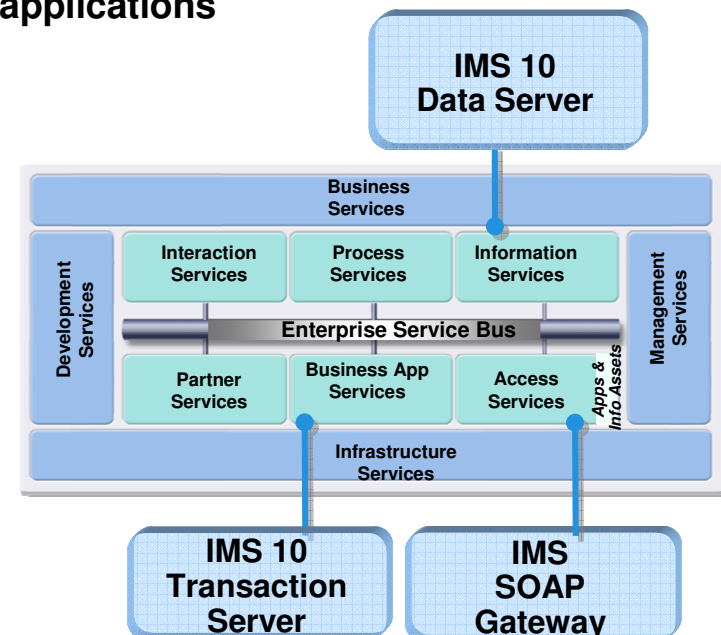 applications
IMS 10
Data Server
Business
Services
Development
Services
Interaction
Services
Process
Services
Information
Services
Management
Services
Enterprise Service Bus
Partner
Services
Business App
Services
Access
Services
Apps &
Info Assets
Infrastructure
Services
IMS 10
Transaction
Server
IMS
SOAP
Gateway